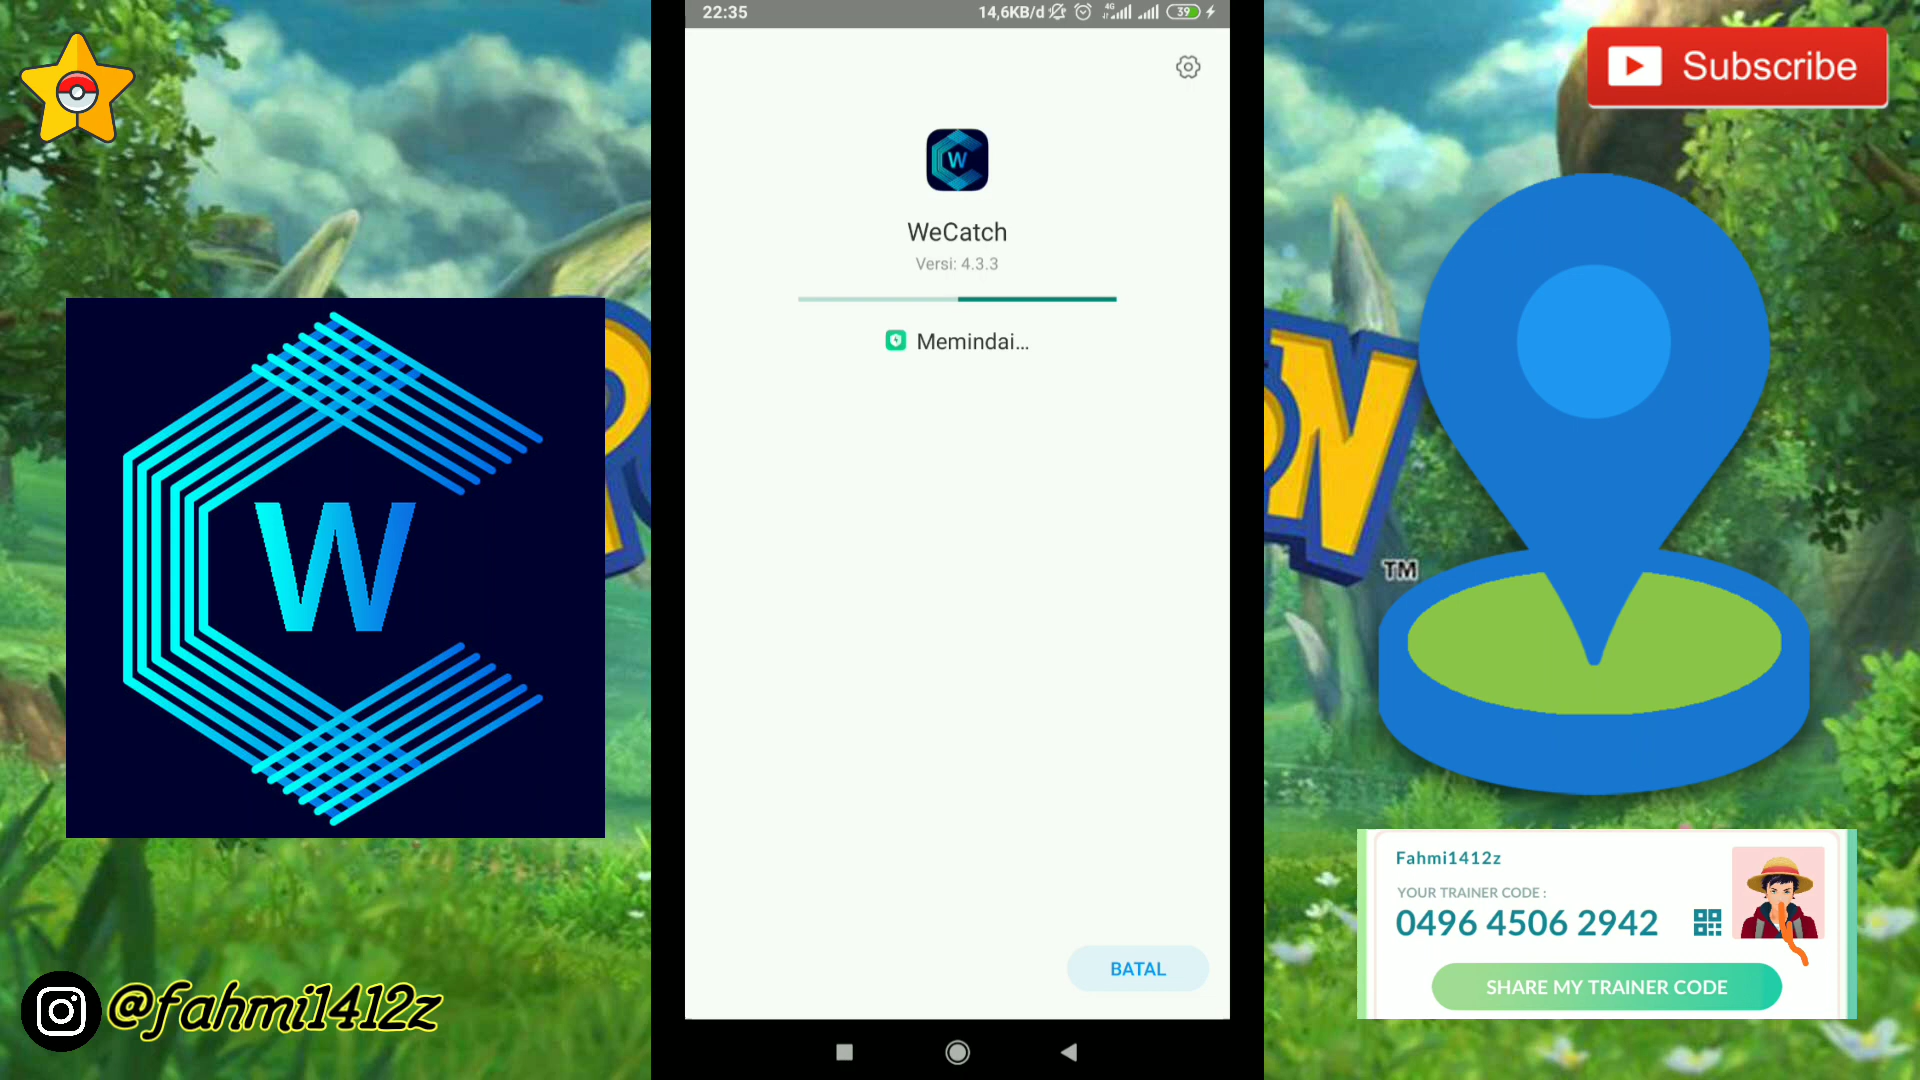 22:35
14,6KB/d
4G
39
Subscribe
W
WeCatch
Versi: 4.3.3
Memindai...
W
N
TM
Fahmi1412z
YOUR TRAINER CODE :
0496 4506 2942
SHARE MY TRAINER CODE
BATAL
@fahmi1412z